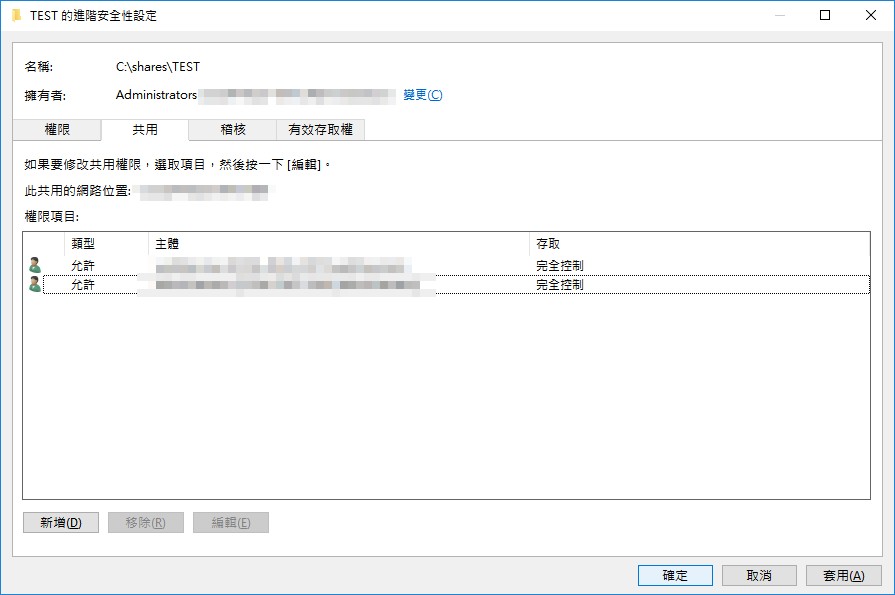 TEST 的進階安全性設定
名稱: C:\shares\TEST
擁有者: Administrators 變更(C)
權限 共用 稽核 有效存取權
如果要修改共用權限，選取項目，然後按一下 [編輯]。
此共用的網路位置:
權限項目:
類型 主體 存取
允許 完全控制
允許 完全控制
新增(D) 移除(R) 編輯(E)
確定 取消 套用(A)